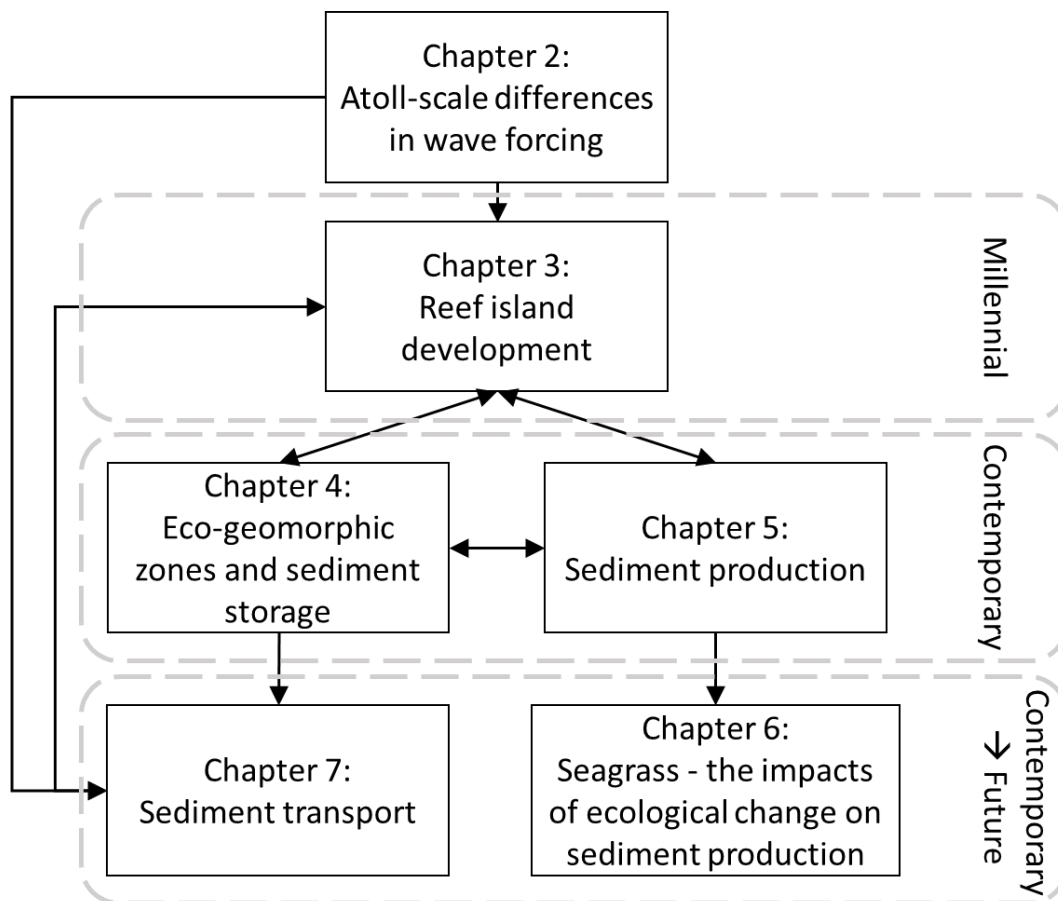 Chapter 2:
Atoll-scale differences
in wave forcing
Chapter 3:
Reef island
development
Millennial
Chapter 4:
Eco-geomorphic
zones and sediment
storage
Chapter 5:
Sediment production
Contemporary
Chapter 7:
Sediment transport
Chapter 6:
Seagrass - the impacts
of ecological change on
sediment production
Contemporary
→ Future